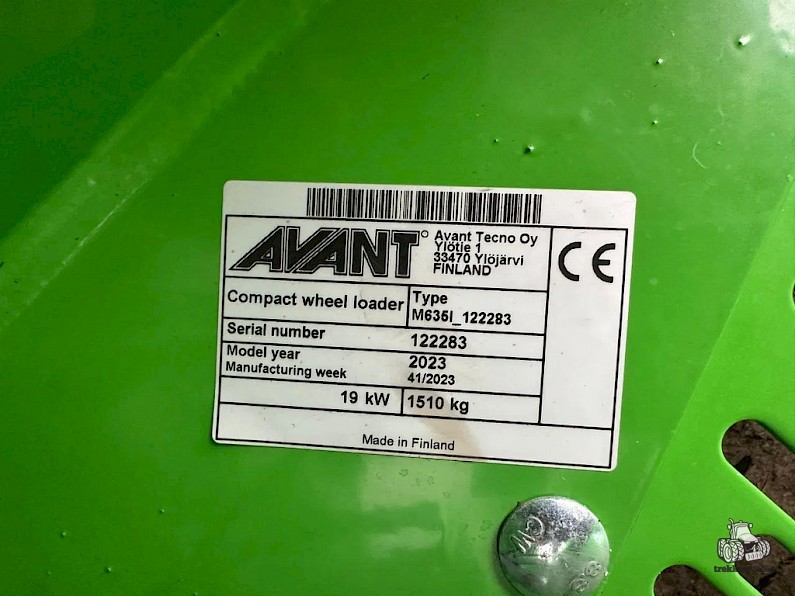 AVANT
Avant Tecno Oy
Ylötie 1
33470 Ylöjärvi
FINLAND
CE
Compact wheel loader
Type
M635I_122283
Serial number 122283
Model year 2023
Manufacturing week 41/2023
19 kW 1510 kg
Made in Finland